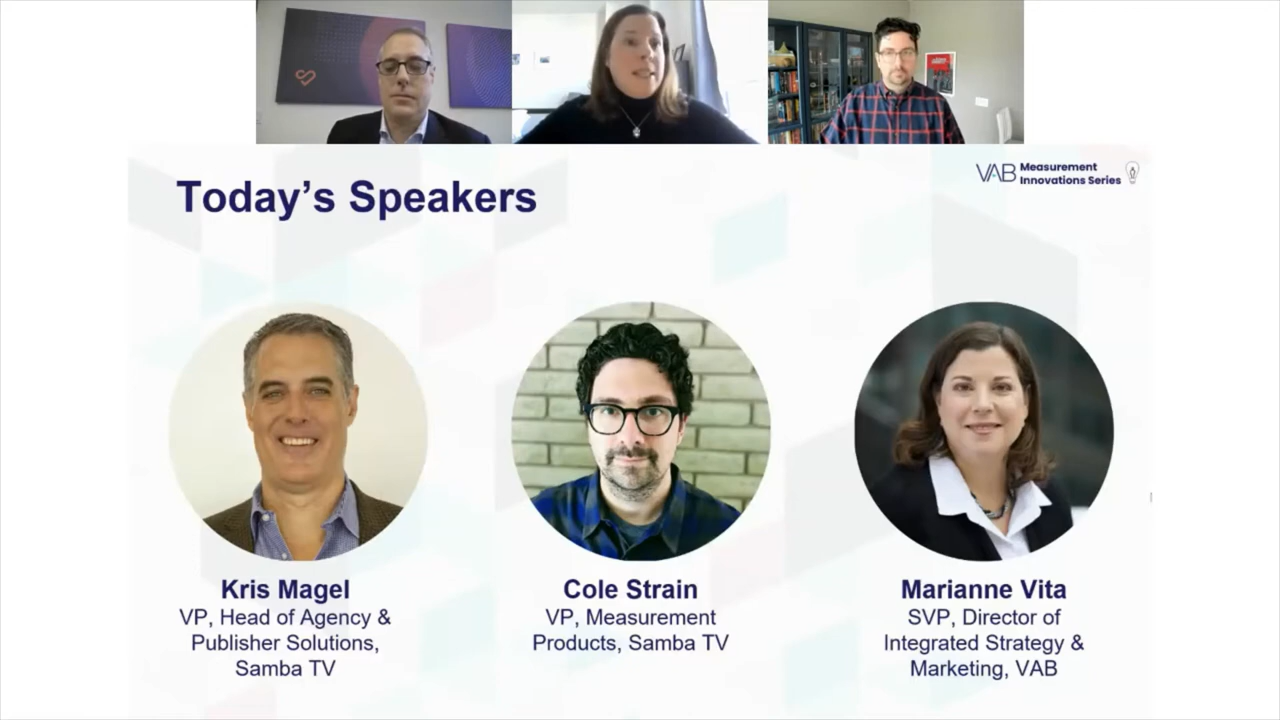 Today's Speakers
VAB Measurement
Innovations Series
Kris Magel
VP, Head of Agency &
Publisher Solutions,
Samba TV
Cole Strain
VP, Measurement
Products, Samba TV
Marianne Vita
SVP, Director of
Integrated Strategy &
Marketing, VAB